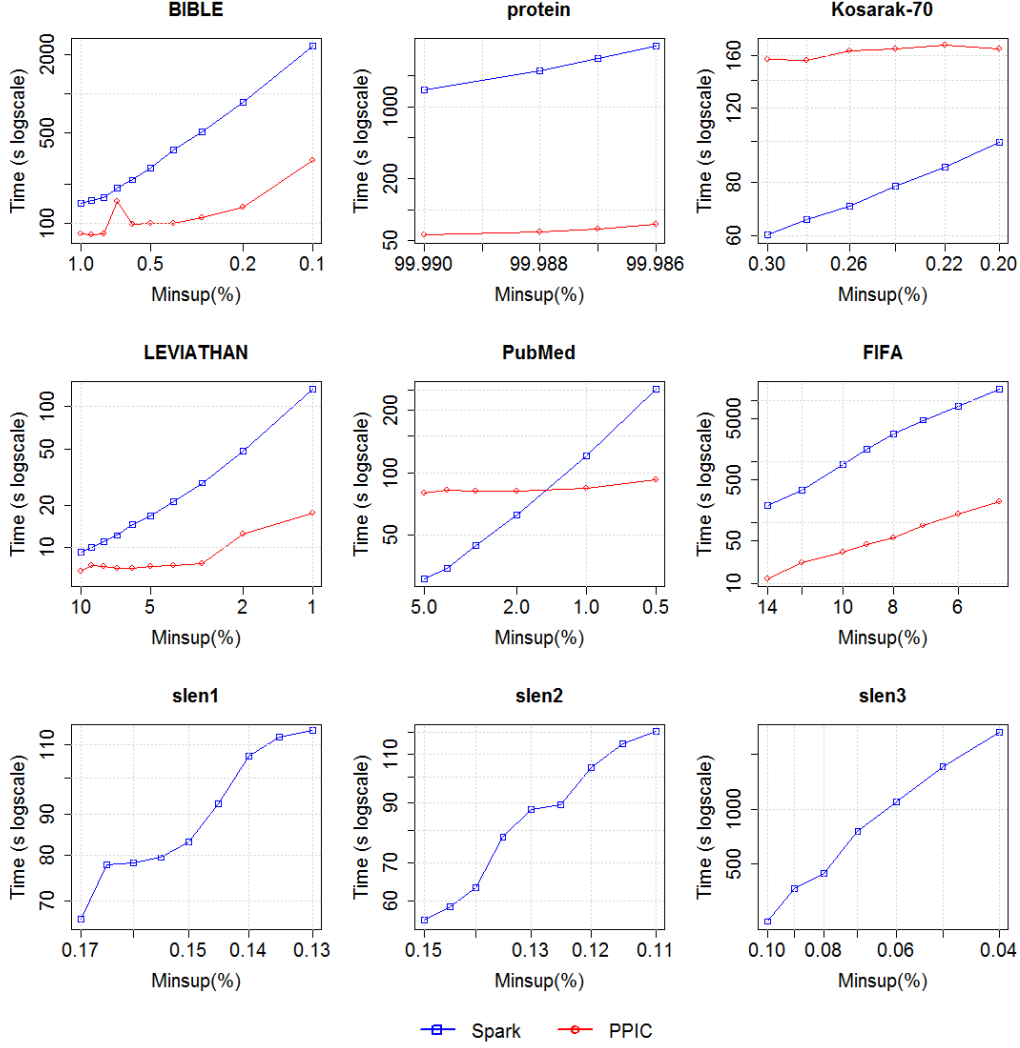 BIBLE
Time (s logscale)
2000
500
100
1.0 0.5 0.2 0.1
Minsup(%)
protein
Time (s logscale)
1000
200
50
99.990 99.988 99.986
Minsup(%)
Kosarak-70
Time (s logscale)
160
120
80
60
0.30 0.26 0.22 0.20
Minsup(%)
LEVIATHAN
Time (s logscale)
100
50
20
10
10 5 2 1
Minsup(%)
PubMed
Time (s logscale)
200
100
50
5.0 2.0 1.0 0.5
Minsup(%)
FIFA
Time (s logscale)
5000
500
50
10
14 10 8 6
Minsup(%)
slen1
Time (s logscale)
110
90
80
70
0.17 0.15 0.14 0.13
Minsup(%)
slen2
Time (s logscale)
110
90
70
60
0.15 0.13 0.12 0.11
Minsup(%)
slen3
Time (s logscale)
1000
500
0.10 0.08 0.06 0.04
Minsup(%)
Spark PPIC